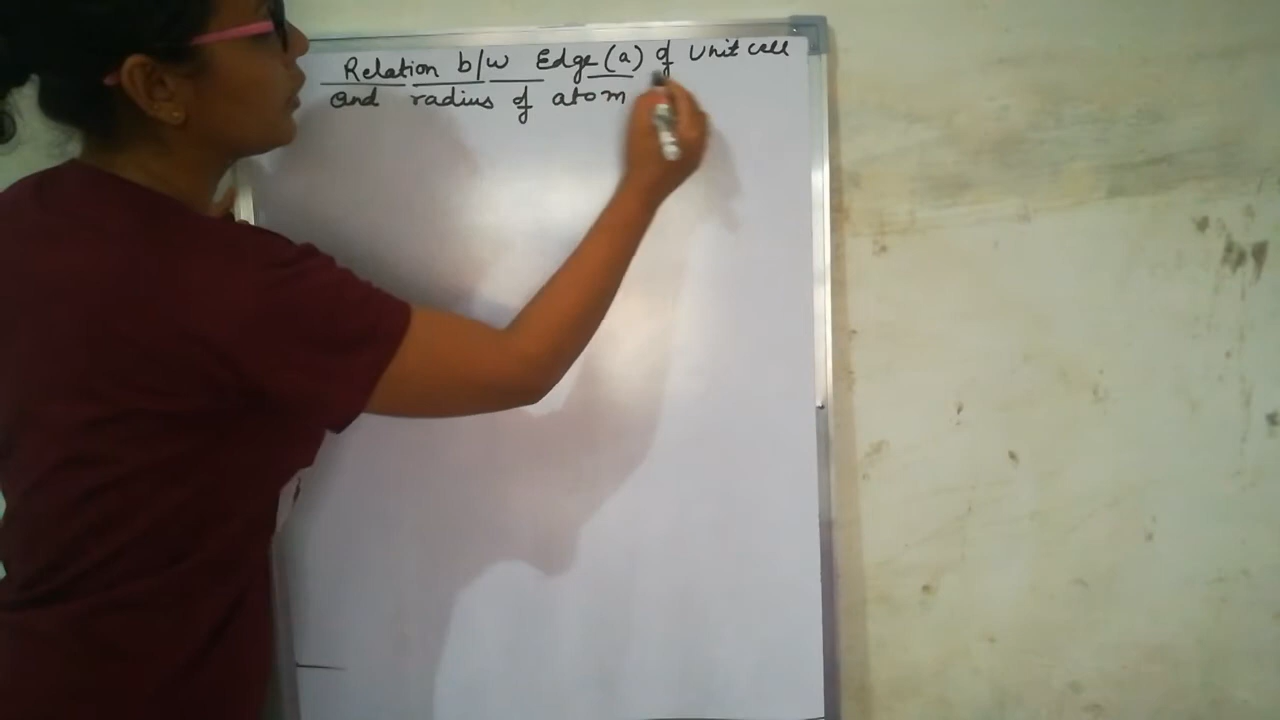 Relation b/w Edge(a) of Unit cell
and radius of atom